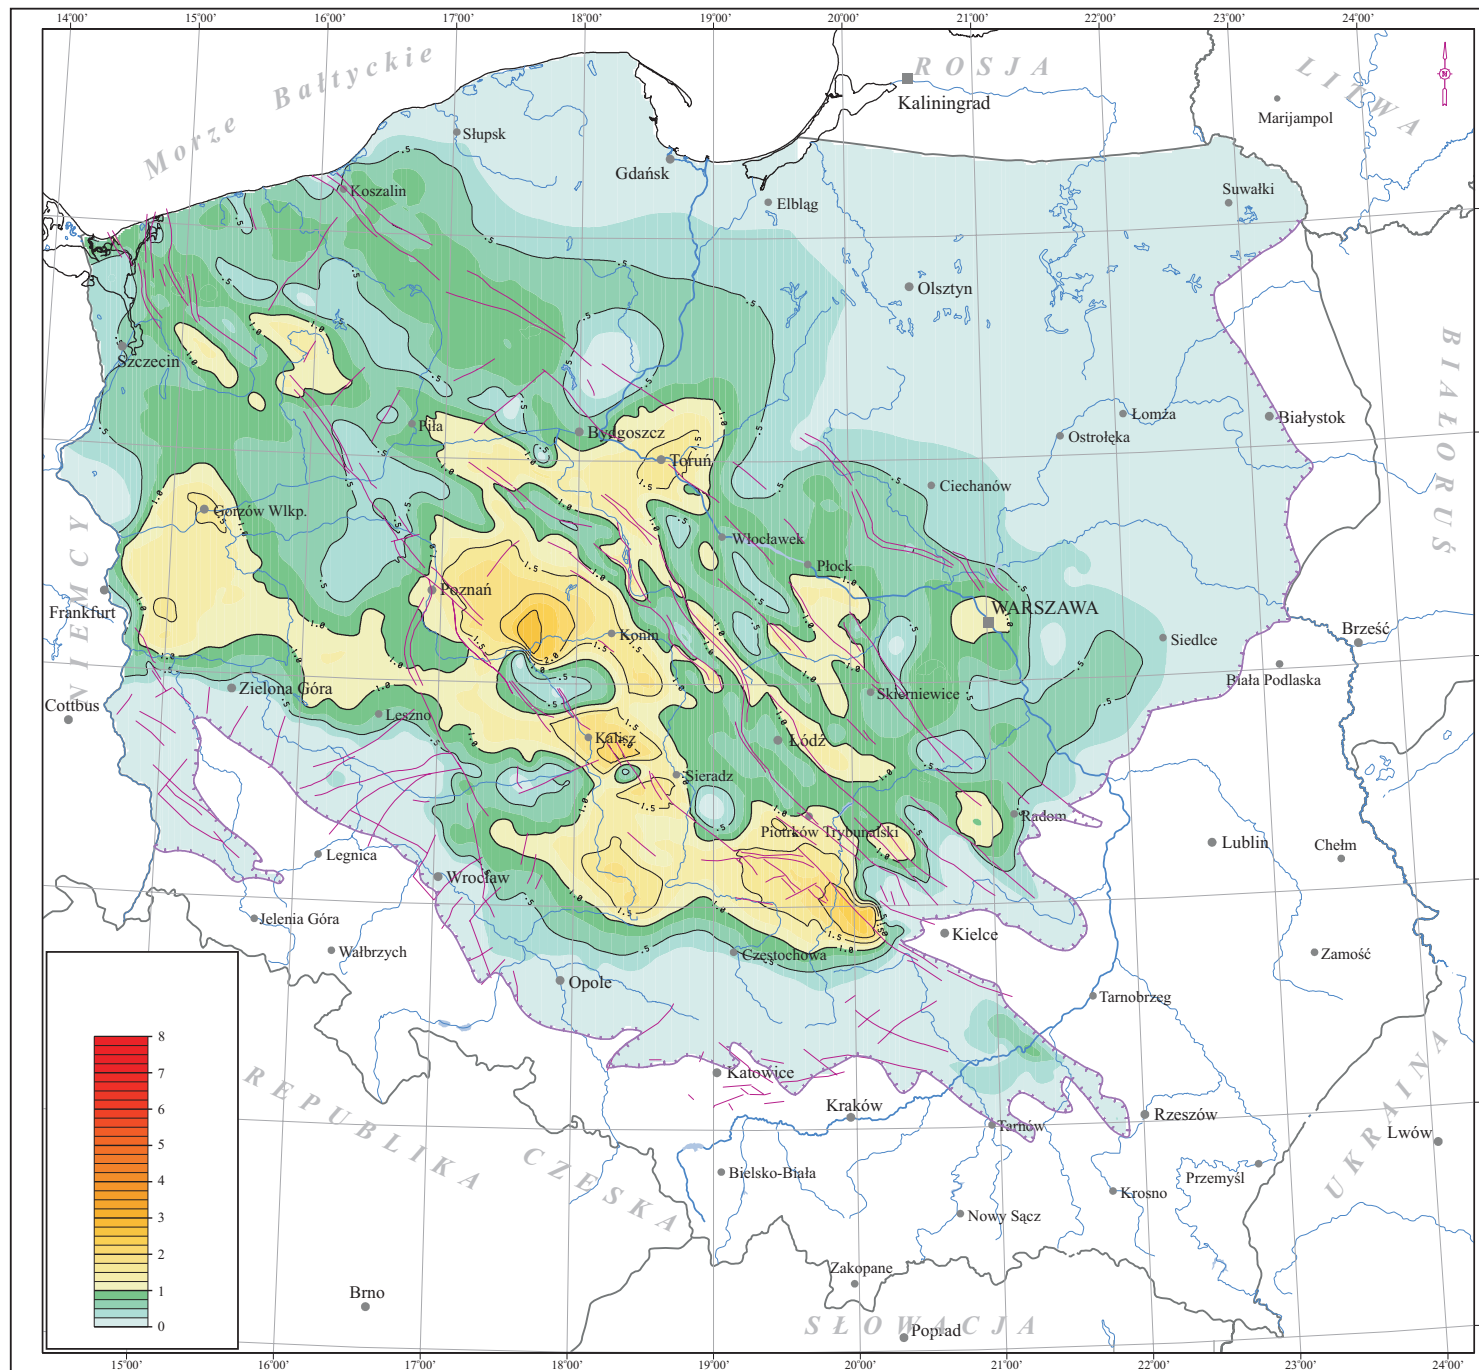 14°00' 15°00' 16°00' 17°00' 18°00' 19°00' 20°00' 21°00' 22°00' 23°00' 24°00'
Morze Bałtyckie
ROSJA
LITWA
Kaliningrad
Marijampol
Słupsk
Gdańsk
Koszalin
Elbląg
Suwałki
Olsztyn
Szczecin
BIAŁORUŚ
Piła
Bydgoszcz
Łomża
Białystok
Ostrołęka
Toruń
Ciechanów
Gorzów Wlkp.
Włocławek
Płock
NIEMCY
Frankfurt
Poznań
WARSZAWA
Konin
Siedlce
Brześć
Biała Podlaska
Zielona Góra
Skierniewice
Cottbus
Leszno
Kalisz
Łódź
Sieradz
Piotrków Trybunalski
Radom
Lublin
Chełm
Legnica
Wrocław
Jelenia Góra
Kielce
Wałbrzych
Częstochowa
Zamość
Opole
Tarnobrzeg
8
7
6
5
4
3
2
1
0
REPUBLIKA CZESKA
Katowice
Kraków
Tarnów
Rzeszów
UKRAINA
Lwów
Bielsko-Biała
Przemyśl
Krosno
Nowy Sącz
Zakopane
Brno
SŁOWACJA
Poprad
15°00' 16°00' 17°00' 18°00' 19°00' 20°00' 21°00' 22°00' 23°00' 24°00'